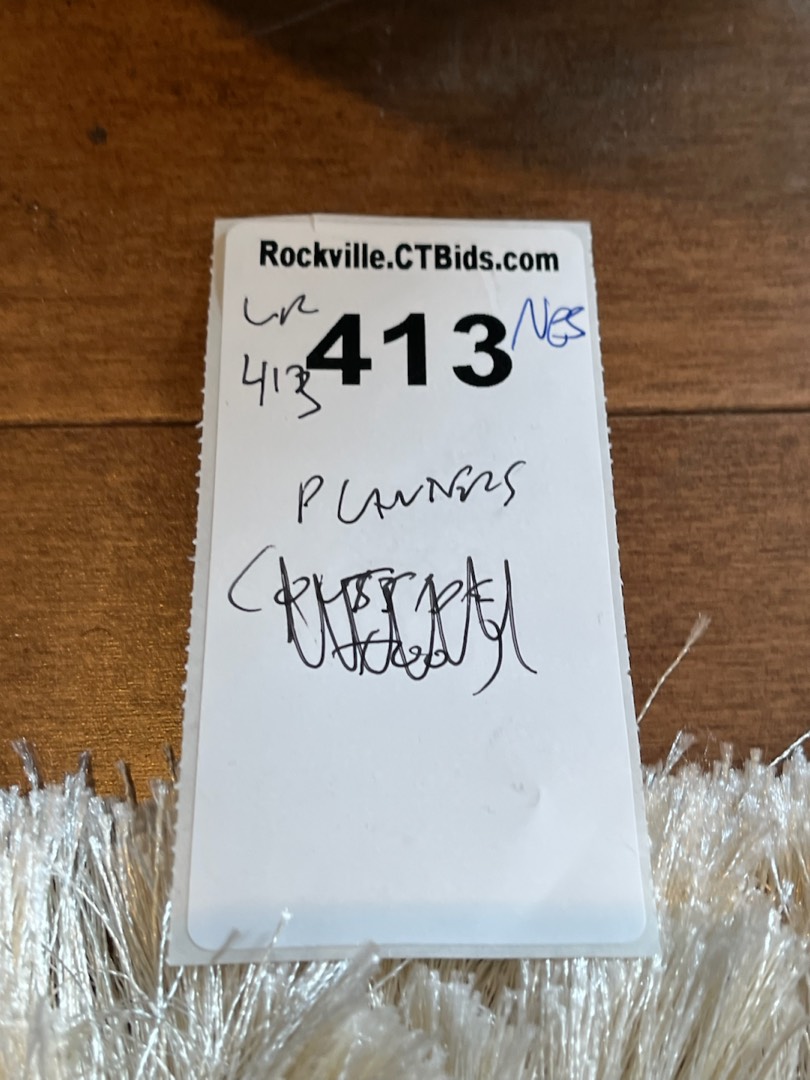 Rockville.CTBids.com
LR 413 NES
413
PLANNERS